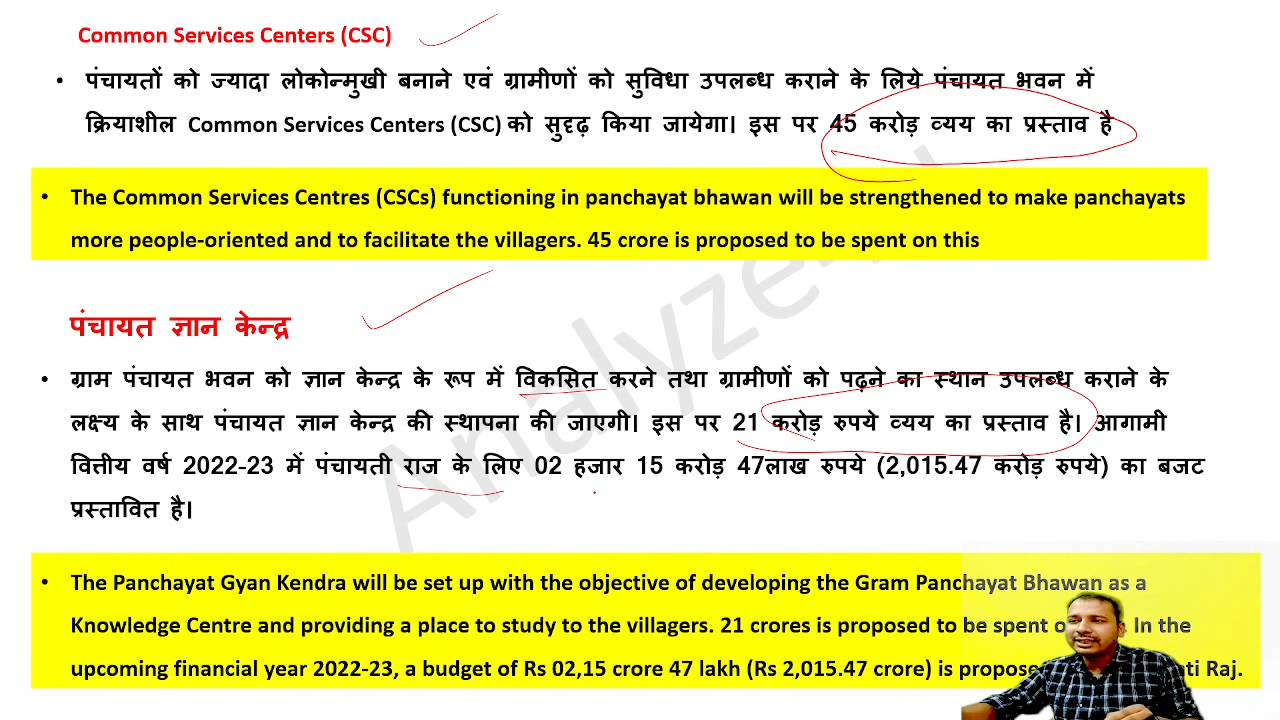 Common Services Centers (CSC)
• पंचायतों को ज्यादा लोकोन्मुखी बनाने एवं ग्रामीणों को सुविधा उपलब्ध कराने के लिये पंचायत भवन में
क्रियाशील Common Services Centers (CSC) को सुदृढ़ किया जायेगा। इस पर 45 करोड़ व्यय का प्रस्ताव है
• The Common Services Centres (CSCs) functioning in panchayat bhawan will be strengthened to make panchayats
more people-oriented and to facilitate the villagers. 45 crore is proposed to be spent on this
पंचायत ज्ञान केन्द्र
• ग्राम पंचायत भवन को ज्ञान केन्द्र के रूप में विकसित करने तथा ग्रामीणों को पढ़ने का स्थान उपलब्ध कराने के
लक्ष्य के साथ पंचायत ज्ञान केन्द्र की स्थापना की जाएगी। इस पर 21 करोड़ रुपये व्यय का प्रस्ताव है। आगामी
वित्तीय वर्ष 2022-23 में पंचायती राज के लिए 02 हजार 15 करोड़ 47लाख रुपये (2,015.47 करोड़ रुपये) का बजट
प्रस्तावित है।
• The Panchayat Gyan Kendra will be set up with the objective of developing the Gram Panchayat Bhawan as a
Knowledge Centre and providing a place to study to the villagers. 21 crores is proposed to be spent In the
upcoming financial year 2022-23, a budget of Rs 02,15 crore 47 lakh (Rs 2,015.47 crore) is Raj.